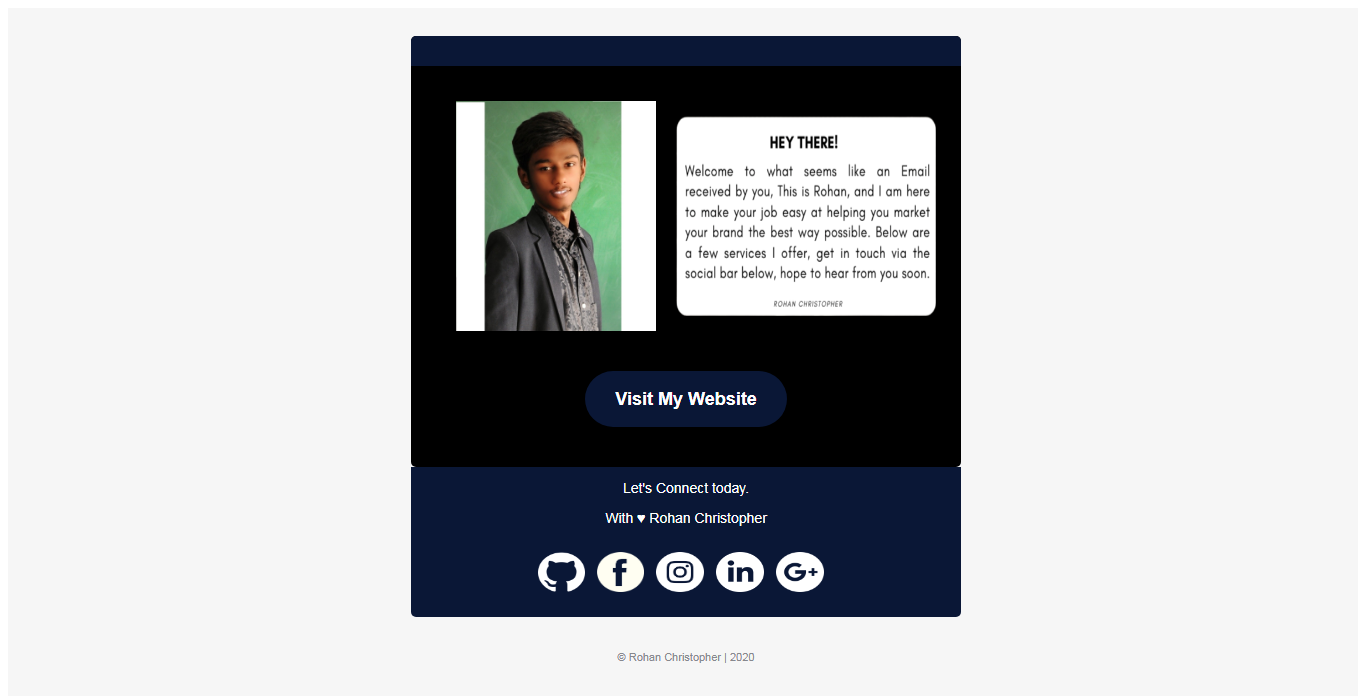 HEY THERE!
Welcome to what seems like an Email
received by you, This is Rohan, and I am here
to make your job easy at helping you market
your brand the best way possible. Below are
a few services I offer, get in touch via the
social bar below, hope to hear from you soon.
ROHAN CHRISTOPHER
Visit My Website
Let's Connect today.
With ♥ Rohan Christopher
f in G+
© Rohan Christopher | 2020